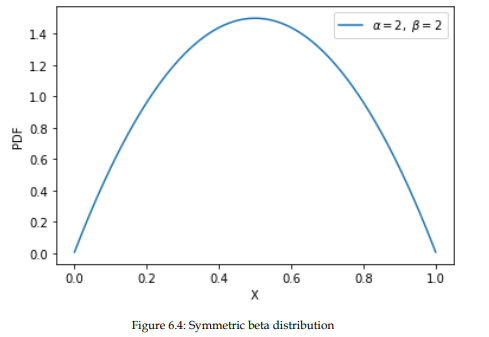 1.4
1.2
1.0
0.8
0.6
0.4
0.2
0.0
PDF
α = 2, β = 2
0.0 0.2 0.4 0.6 0.8 1.0
X
Figure 6.4: Symmetric beta distribution